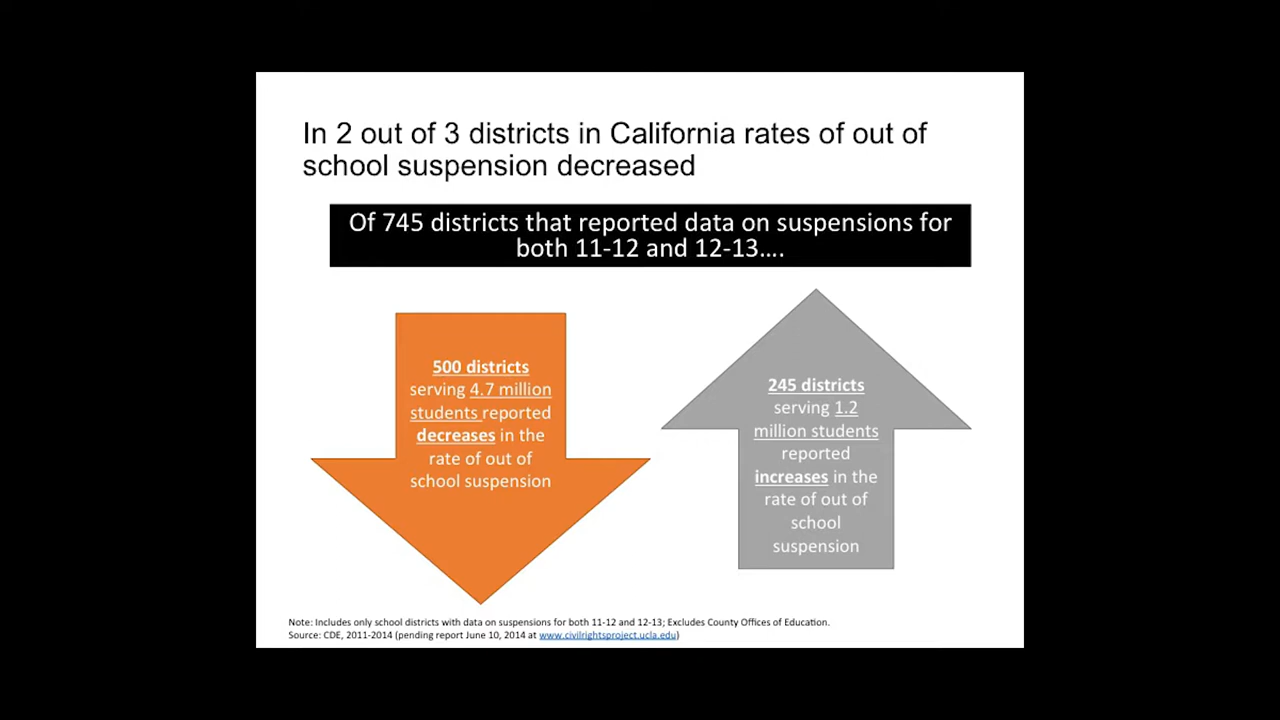 In 2 out of 3 districts in California rates of out of
school suspension decreased
Of 745 districts that reported data on suspensions for
both 11-12 and 12-13….
500 districts
serving 4.7 million
students reported
decreases in the
rate of out of
school suspension
245 districts
serving 1.2
million students
reported
increases in the
rate of out of
school
suspension
Note: Includes only school districts with data on suspensions for both 11-12 and 12-13; Excludes County Offices of Education.
Source: CDE, 2011-2014 (pending report June 10, 2014 at www.civilrightsproject.ucla.edu)